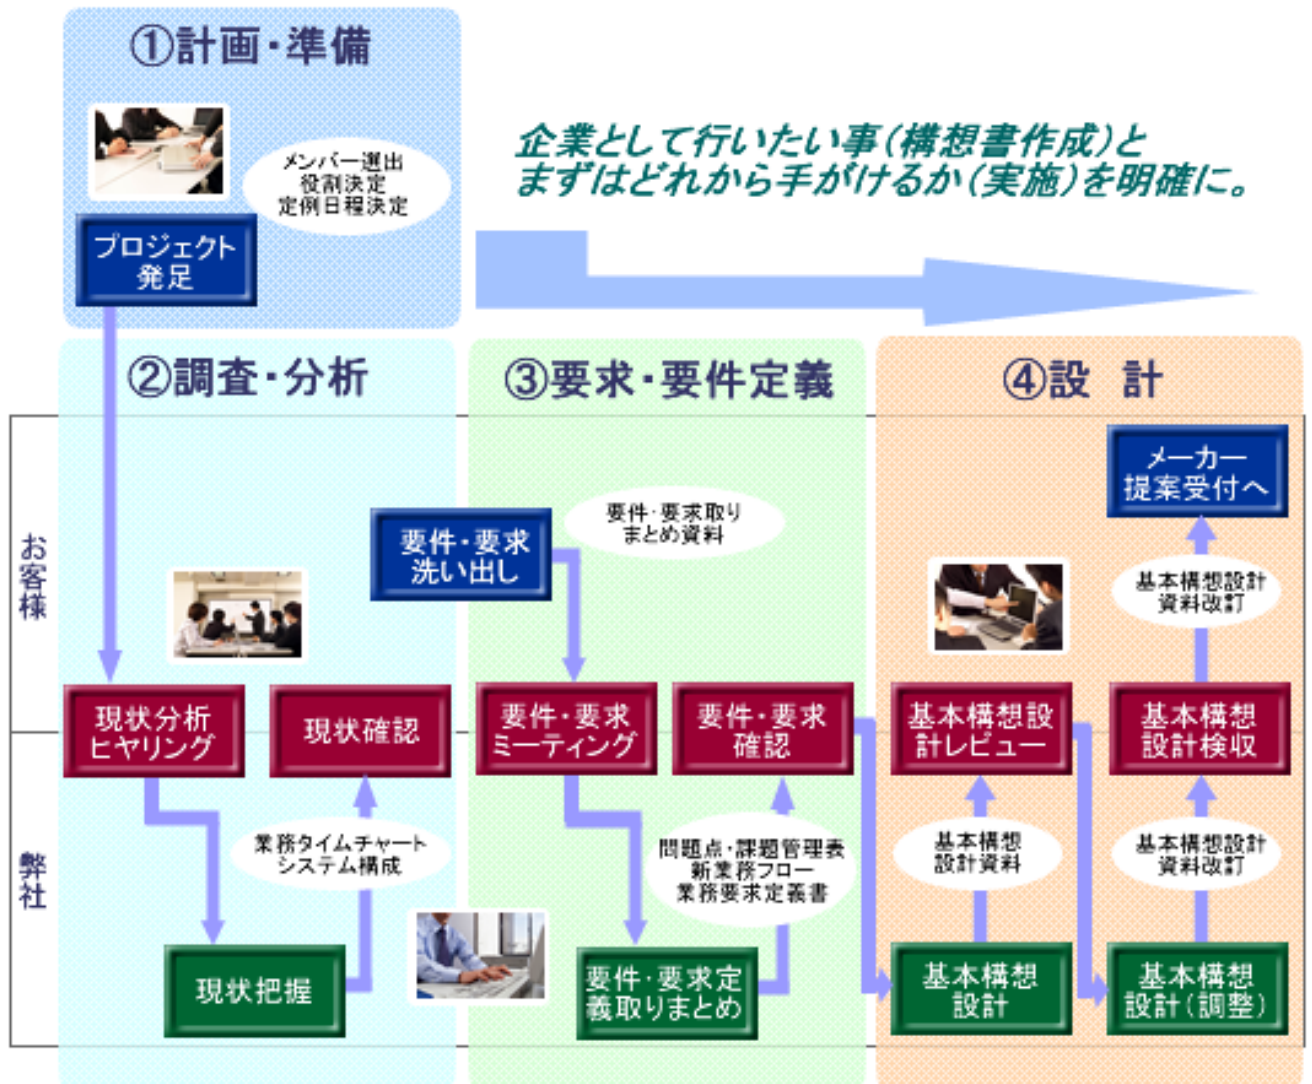 ①計画・準備
メンバー選出
役割決定
定例日程決定
プロジェクト
発足
企業として行いたい事(構想書作成)と
まずはどれから手がけるか(実施)を明確に。
②調査・分析
③要求・要件定義
④設　計
お客様
弊社
現状分析
ヒヤリング
現状確認
業務タイムチャート
システム構成
現状把握
要件・要求
洗い出し
要件・要求取り
まとめ資料
要件・要求
ミーティング
要件・要求
確認
問題点・課題管理表
新業務フロー
業務要求定義書
要件・要求定
義取りまとめ
メーカー
提案受付へ
基本構想設計
資料改訂
基本構想設
計レビュー
基本構想
設計検収
基本構想
設計資料
基本構想設計
資料改訂
基本構想
設計
基本構想
設計(調整)